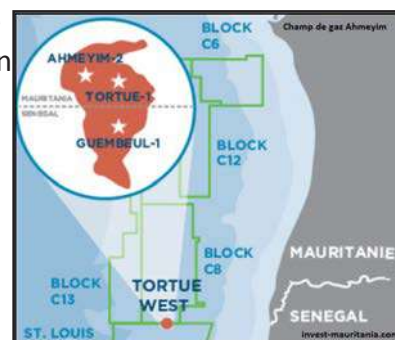 m
BLOCK
C6
Champ de gaz Ahmeyim
AHMEYIM-2
TORTUE-1
MAURITANIA
SENEGAL
GUEMBEUL-1
BLOCK
C12
BLOCK
C8
MAURITANIE
BLOCK
C13
TORTUE
WEST
SENEGAL
ST. LOUIS
invest-mauritania.com